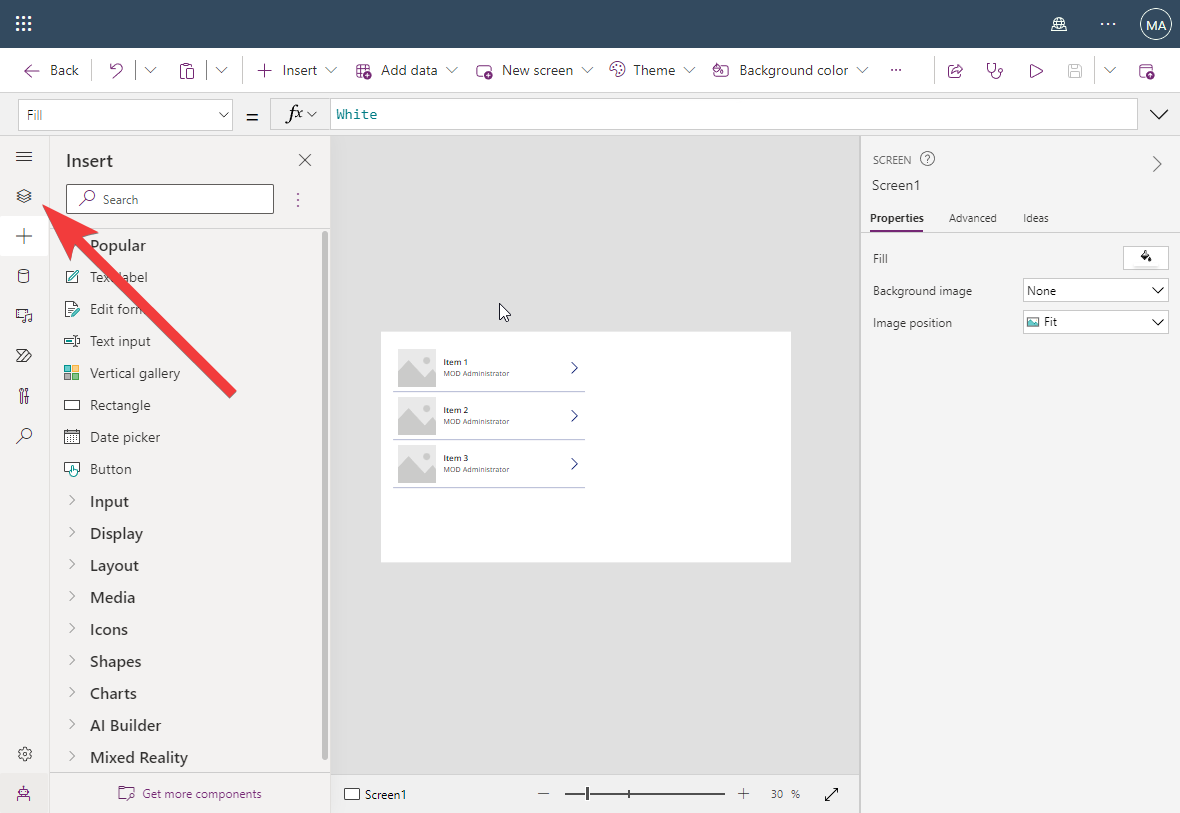 MA
Back
Insert
Add data
New screen
Theme
Background color
Fill
=
fx
White
Insert
Search
Popular
Text label
Edit form
Text input
Vertical gallery
Rectangle
Date picker
Button
Input
Display
Layout
Media
Icons
Shapes
Charts
AI Builder
Mixed Reality
Get more components
Item 1
MOD Administrator
Item 2
MOD Administrator
Item 3
MOD Administrator
Screen1
30 %
SCREEN
Screen1
Properties
Advanced
Ideas
Fill
Background image
None
Image position
Fit